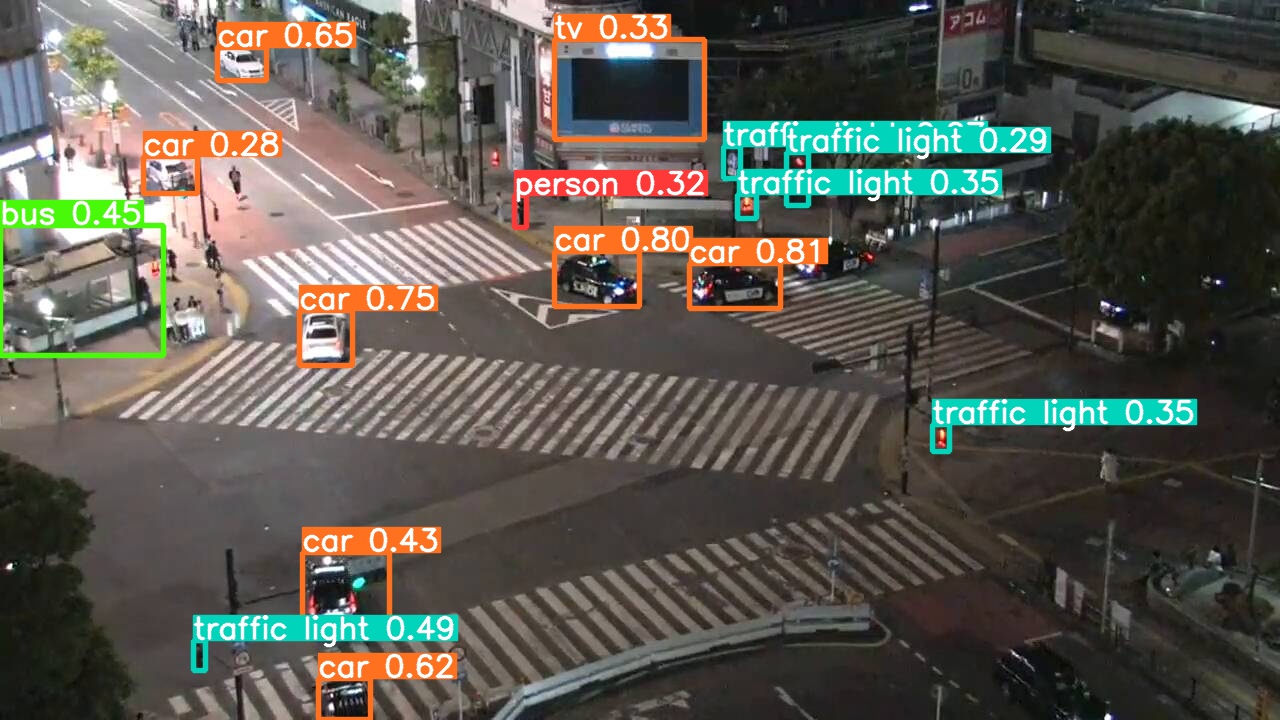 car 0.65
tv 0.33
アコム
car 0.28
traffic light 0.29
person 0.32
traffic light 0.35
bus 0.45
car 0.80
car 0.81
car 0.75
traffic light 0.35
car 0.43
traffic light 0.49
car 0.62